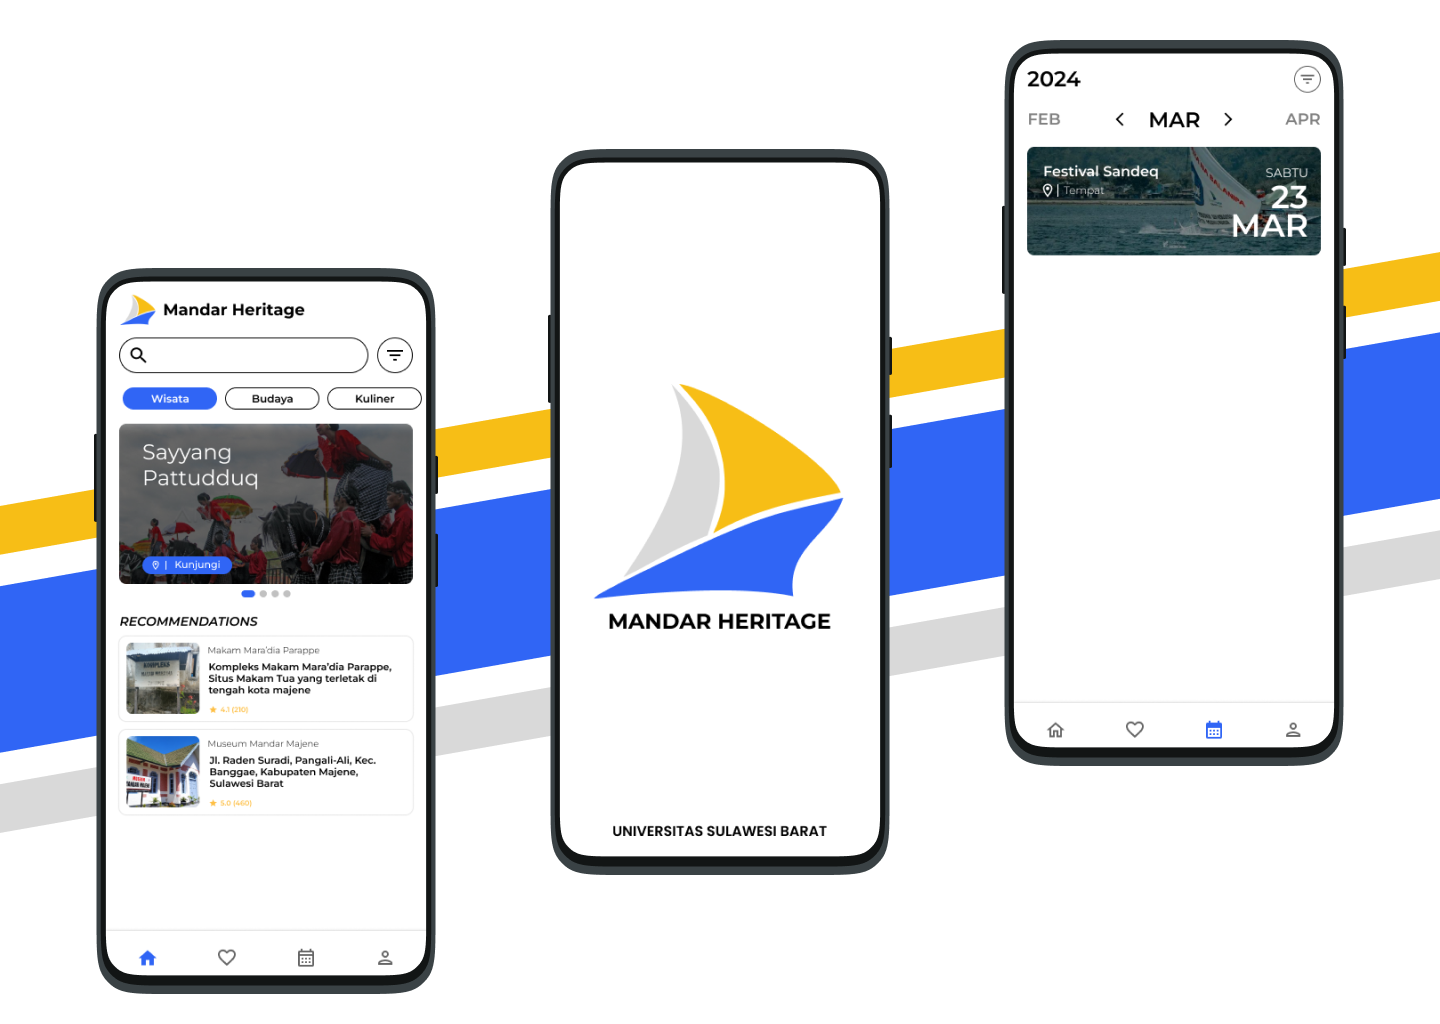 Mandar Heritage
Wisata
Budaya
Kuliner
Sayyang
Pattudduq
| Kunjungi
RECOMMENDATIONS
Makam Mara'dia Parappe
KOMPLEKS
Kompleks Makam Mara'dia Parappe,
Situs Makam Tua yang terletak di
tengah kota majene
4.1 (210)
Museum Mandar Majene
Jl. Raden Suradi, Pangali-Ali, Kec.
Banggae, Kabupaten Majene,
Sulawesi Barat
5.0 (460)
MANDAR HERITAGE
UNIVERSITAS SULAWESI BARAT
2024
FEB
MAR
APR
Festival Sandeq
| Tempat
SABTU
23
MAR